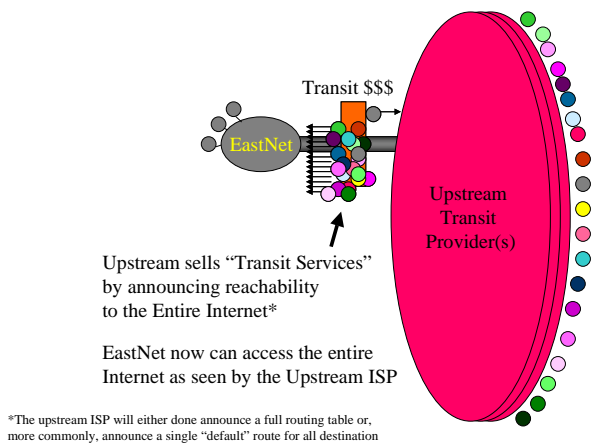 Transit $$$
EastNet
Upstream
Transit
Provider(s)
Upstream sells “Transit Services”
by announcing reachability
to the Entire Internet*
EastNet now can access the entire
Internet as seen by the Upstream ISP
*The upstream ISP will either done announce a full routing table or,
more commonly, announce a single “default” route for all destination